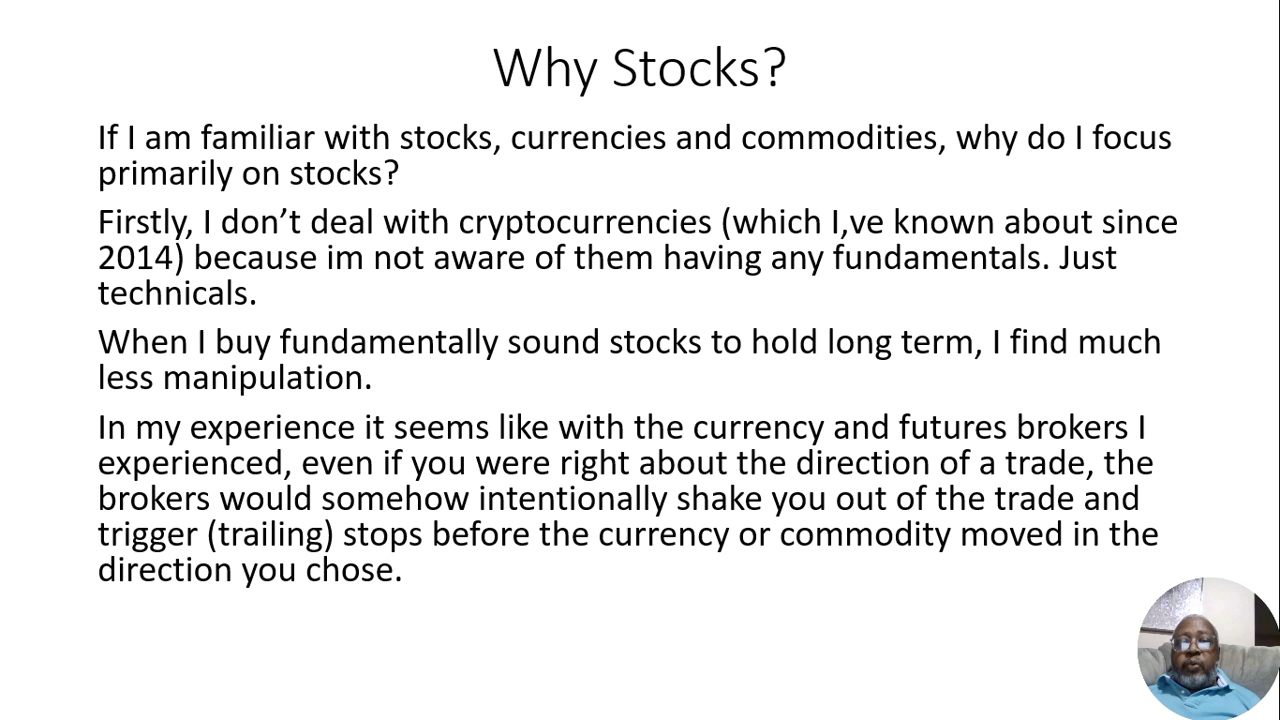 Why Stocks?
If I am familiar with stocks, currencies and commodities, why do I focus
primarily on stocks?
Firstly, I don’t deal with cryptocurrencies (which I,ve known about since
2014) because im not aware of them having any fundamentals. Just
technicals.
When I buy fundamentally sound stocks to hold long term, I find much
less manipulation.
In my experience it seems like with the currency and futures brokers I
experienced, even if you were right about the direction of a trade, the
brokers would somehow intentionally shake you out of the trade and
trigger (trailing) stops before the currency or commodity moved in the
direction you chose.